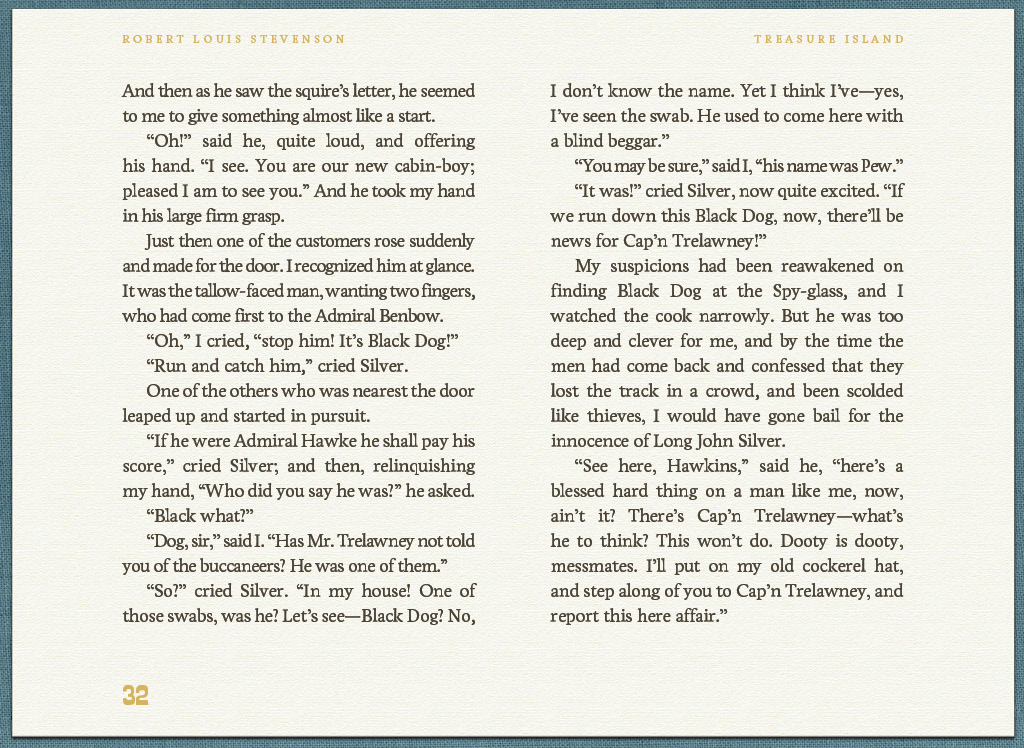 ROBERT LOUIS STEVENSON
TREASURE ISLAND
And then as he saw the squire’s letter, he seemed
to me to give something almost like a start.
“Oh!” said he, quite loud, and offering
his hand. “I see. You are our new cabin-boy;
pleased I am to see you.” And he took my hand
in his large firm grasp.
Just then one of the customers rose suddenly
and made for the door. I recognized him at glance.
It was the tallow-faced man, wanting two fingers,
who had come first to the Admiral Benbow.
“Oh,” I cried, “stop him! It’s Black Dog!”
“Run and catch him,” cried Silver.
One of the others who was nearest the door
leaped up and started in pursuit.
“If he were Admiral Hawke he shall pay his
score,” cried Silver; and then, relinquishing
my hand, “Who did you say he was?” he asked.
“Black what?”
“Dog, sir,” said I. “Has Mr. Trelawney not told
you of the buccaneers? He was one of them.”
“So?” cried Silver. “In my house! One of
those swabs, was he? Let’s see—Black Dog? No,
I don’t know the name. Yet I think I’ve—yes,
I’ve seen the swab. He used to come here with
a blind beggar.”
“You may be sure,” said I, “his name was Pew.”
“It was!” cried Silver, now quite excited. “If
we run down this Black Dog, now, there’ll be
news for Cap’n Trelawney!”
My suspicions had been reawakened on
finding Black Dog at the Spy-glass, and I
watched the cook narrowly. But he was too
deep and clever for me, and by the time the
men had come back and confessed that they
lost the track in a crowd, and been scolded
like thieves, I would have gone bail for the
innocence of Long John Silver.
“See here, Hawkins,” said he, “here’s a
blessed hard thing on a man like me, now,
ain’t it? There’s Cap’n Trelawney—what’s
he to think? This won’t do. Dooty is dooty,
messmates. I’ll put on my old cockerel hat,
and step along of you to Cap’n Trelawney, and
report this here affair.”
32